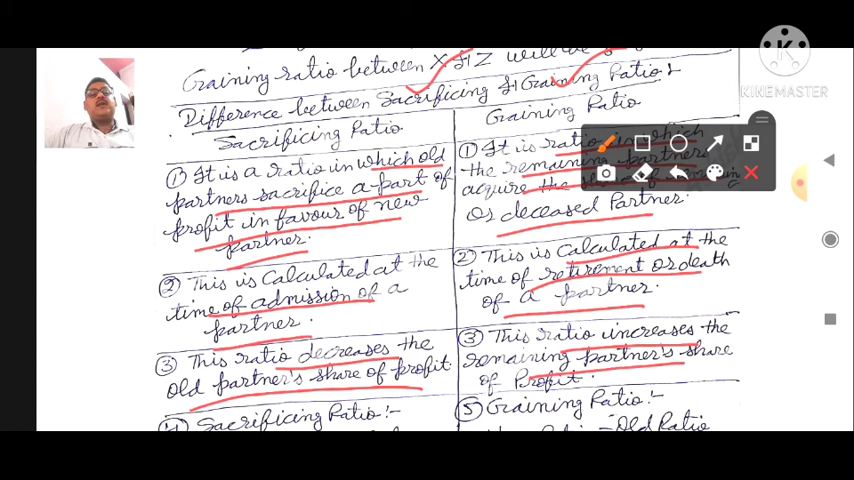 Graining ratio between X & Z will be
Difference between Sacrificing & Graining Ratio:
Sacrificing Ratio
① It is a ratio in which old
partners sacrifice a part of
profit in favour of new
partner.
② This is Calculated at the
time of admission of a
partner.
③ This ratio decreases the
old partner's share of profit
Sacrificing Ratio:-
Graining Ratio
① It is ratio in which
the remaining partners
acquire the
or deceased Partner.
② This is Calculated at the
time of retirement or death
of a partner.
③ This ratio increases the
remaining partner's share
of Profit.
⑤ Graining Ratio:-
Old Ratio
KINEMASTER